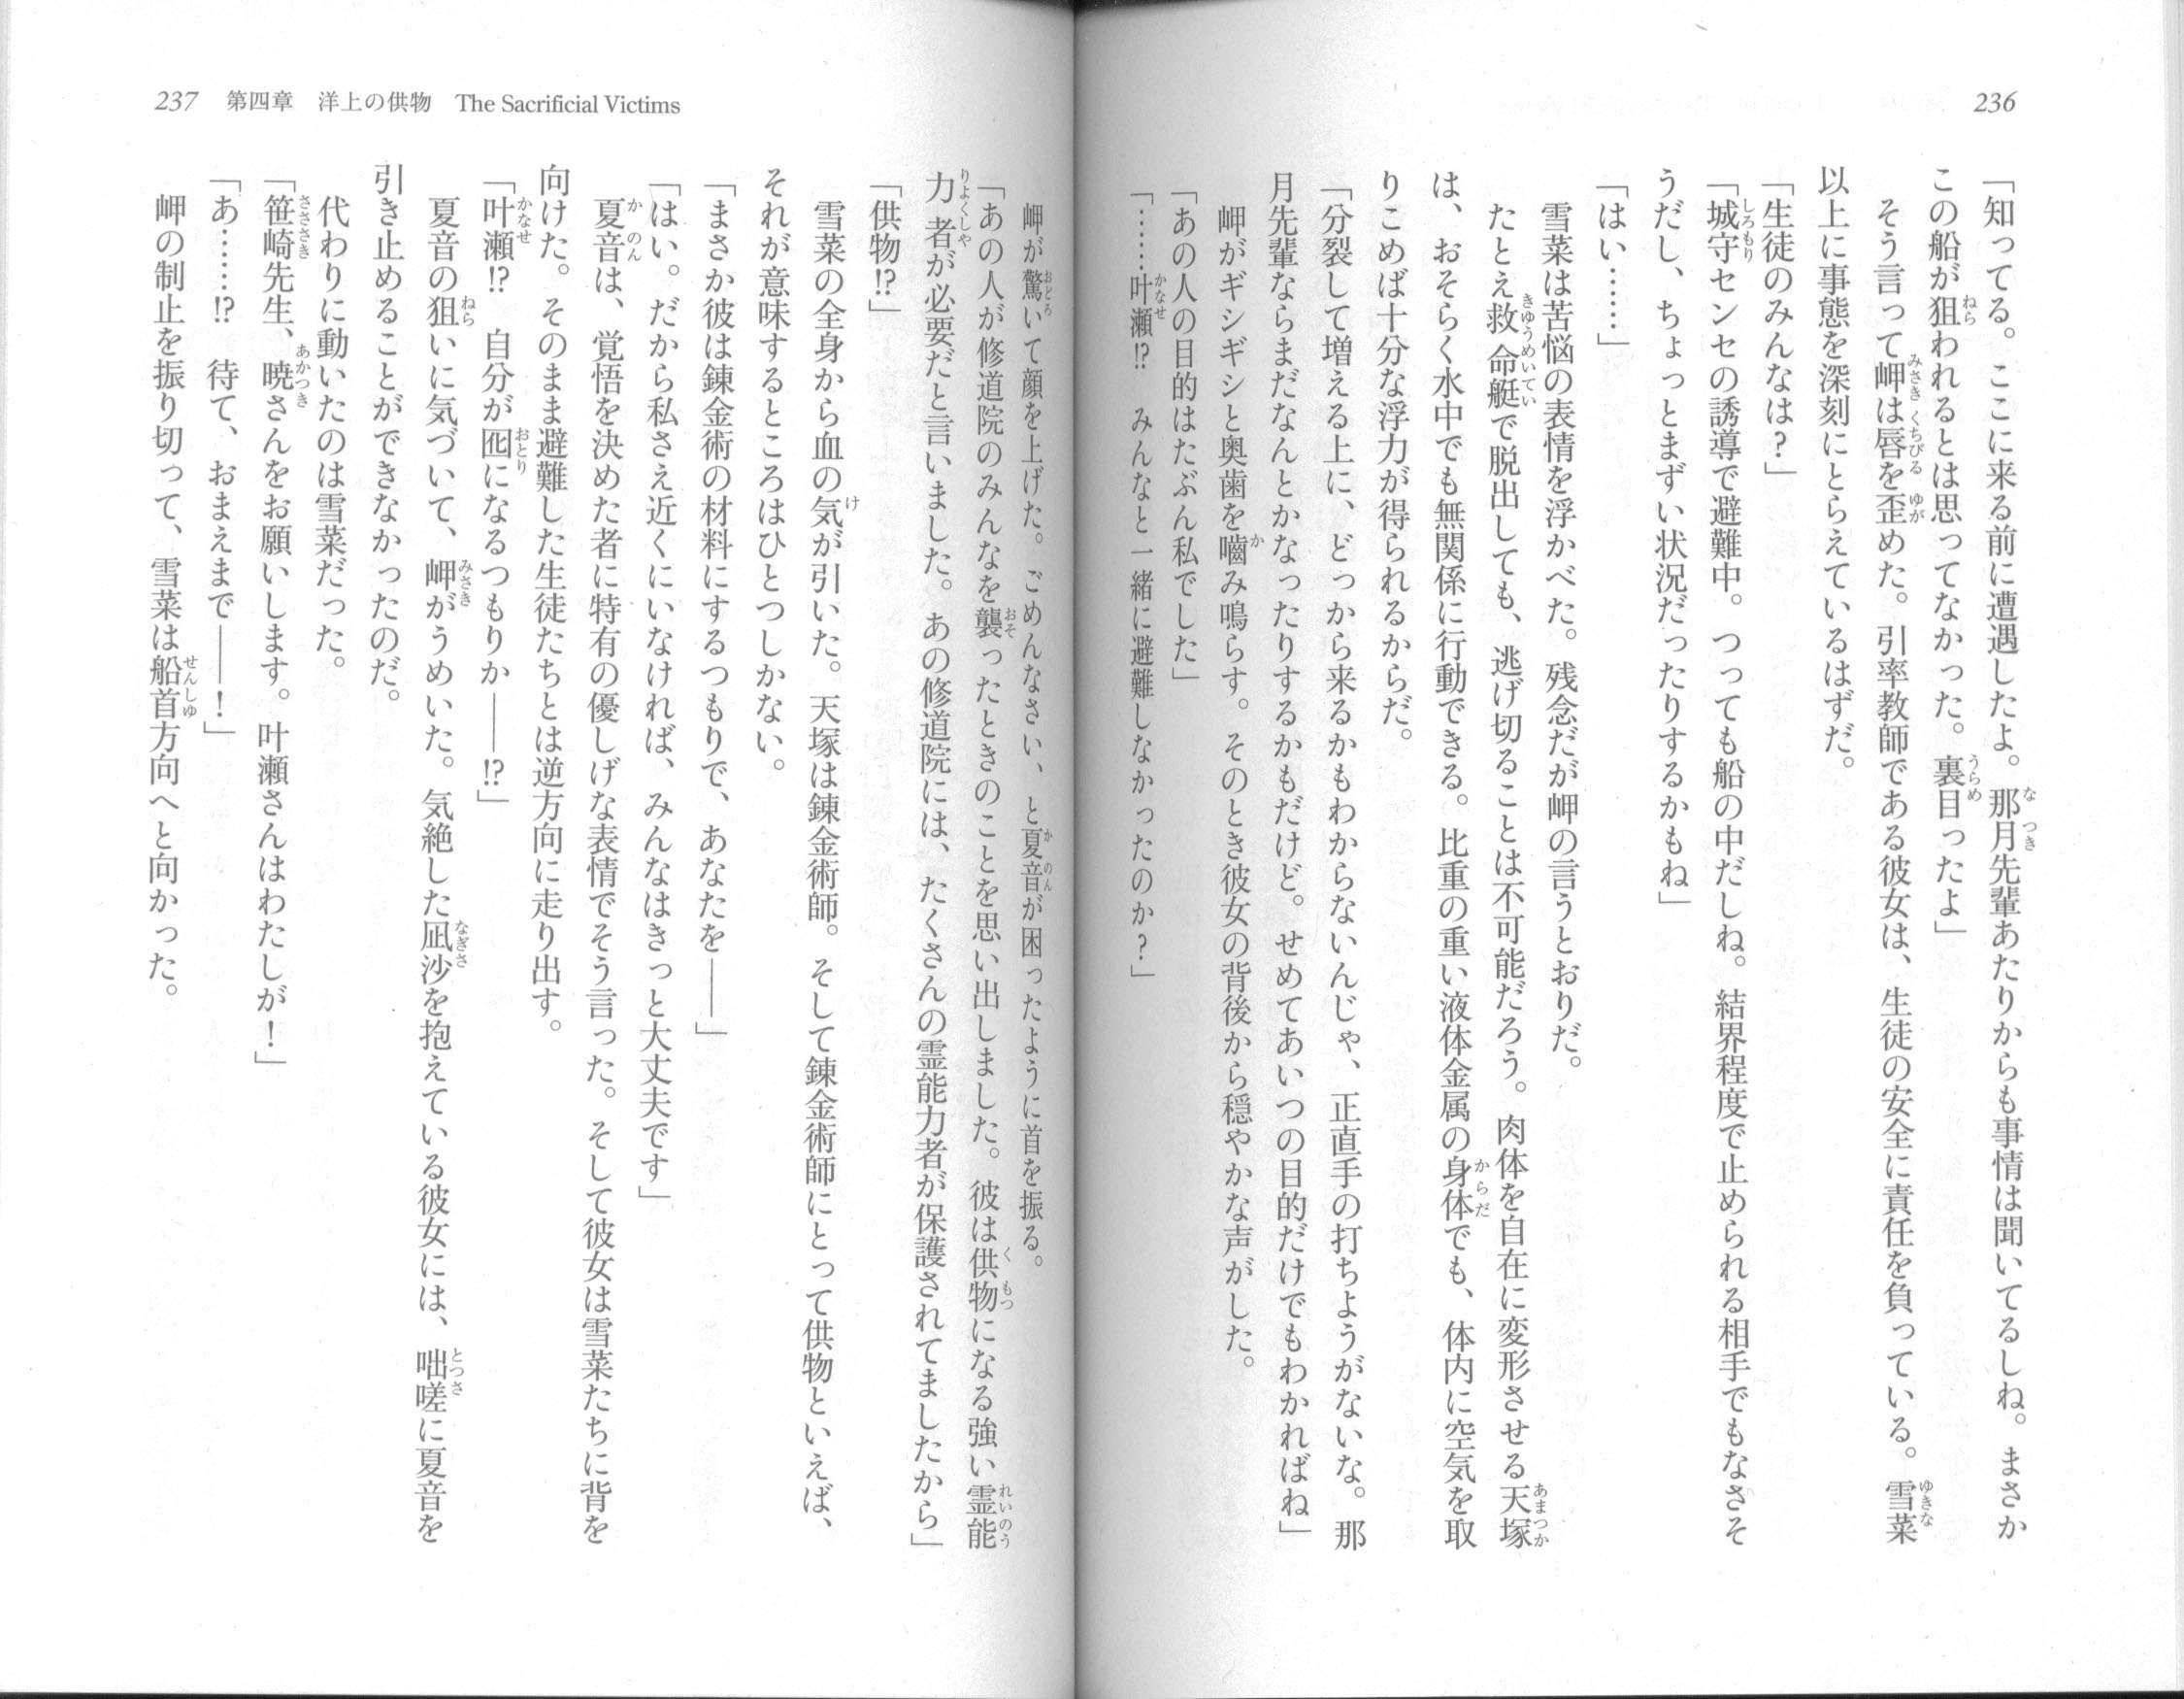 236
「知ってる。ここに来る前に遭遇したよ。那月先輩あたりからも事情は聞いてるしね。まさか
この船が狙われるとは思ってなかった。裏目ったよ」
そう言って岬は唇を歪めた。引率教師である彼女は、生徒の安全に責任を負っている。雪菜
以上に事態を深刻にとらえているはずだ。
「生徒のみんなは？」
「城守センセの誘導で避難中。つっても船の中だしね。結界程度で止められる相手でもなさそ
うだし、ちょっとまずい状況だったりするかもね」
「はい……」
雪菜は苦悩の表情を浮かべた。残念だが岬の言うとおりだ。
たとえ救命艇で脱出しても、逃げ切ることは不可能だろう。肉体を自在に変形させる天塚
は、おそらく水中でも無関係に行動できる。比重の重い液体金属の身体でも、体内に空気を取
りこめば十分な浮力が得られるからだ。
「分裂して増える上に、どっから来るかもわからないんじゃ、正直手の打ちようがないな。那
月先輩ならまだなんとかなったりするかもだけど。せめてあいつの目的だけでもわかればね」
岬がギシギシと奥歯を嚙み鳴らす。そのとき彼女の背後から穏やかな声がした。
「あの人の目的はたぶん私でした」
「……叶瀬!?　みんなと一緒に避難しなかったのか？」
237　第四章　洋上の供物　The Sacrificial Victims
岬が驚いて顔を上げた。ごめんなさい、と夏音が困ったように首を振る。
「あの人が修道院のみんなを襲ったときのことを思い出しました。彼は供物になる強い霊能
力者が必要だと言いました。あの修道院には、たくさんの霊能力者が保護されてましたから」
「供物!?」
雪菜の全身から血の気が引いた。天塚は錬金術師。そして錬金術師にとって供物といえば、
それが意味するところはひとつしかない。
「まさか彼は錬金術の材料にするつもりで、あなたを——」
「はい。だから私さえ近くにいなければ、みんなはきっと大丈夫です」
夏音は、覚悟を決めた者に特有の優しげな表情でそう言った。そして彼女は雪菜たちに背を
向けた。そのまま避難した生徒たちとは逆方向に走り出す。
「叶瀬!?　自分が囮になるつもりか——!?」
夏音の狙いに気づいて、岬がうめいた。気絶した凪沙を抱えている彼女には、咄嗟に夏音を
引き止めることができなかったのだ。
代わりに動いたのは雪菜だった。
「笹崎先生、暁さんをお願いします。叶瀬さんはわたしが！」
「あ……!?　待て、おまえまで——！」
岬の制止を振り切って、雪菜は船首方向へと向かった。